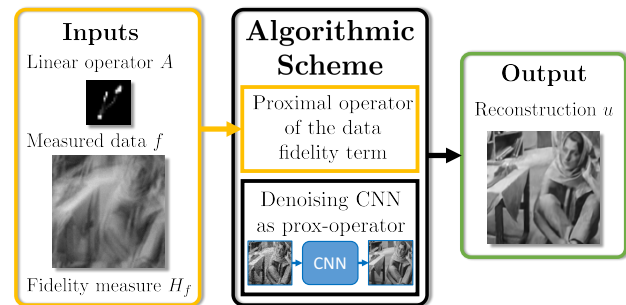 Inputs
Linear operator A
Measured data f
Fidelity measure H_f
Algorithmic
Scheme
Proximal operator
of the data
fidelity term
Denoising CNN
as prox-operator
CNN
Output
Reconstruction u